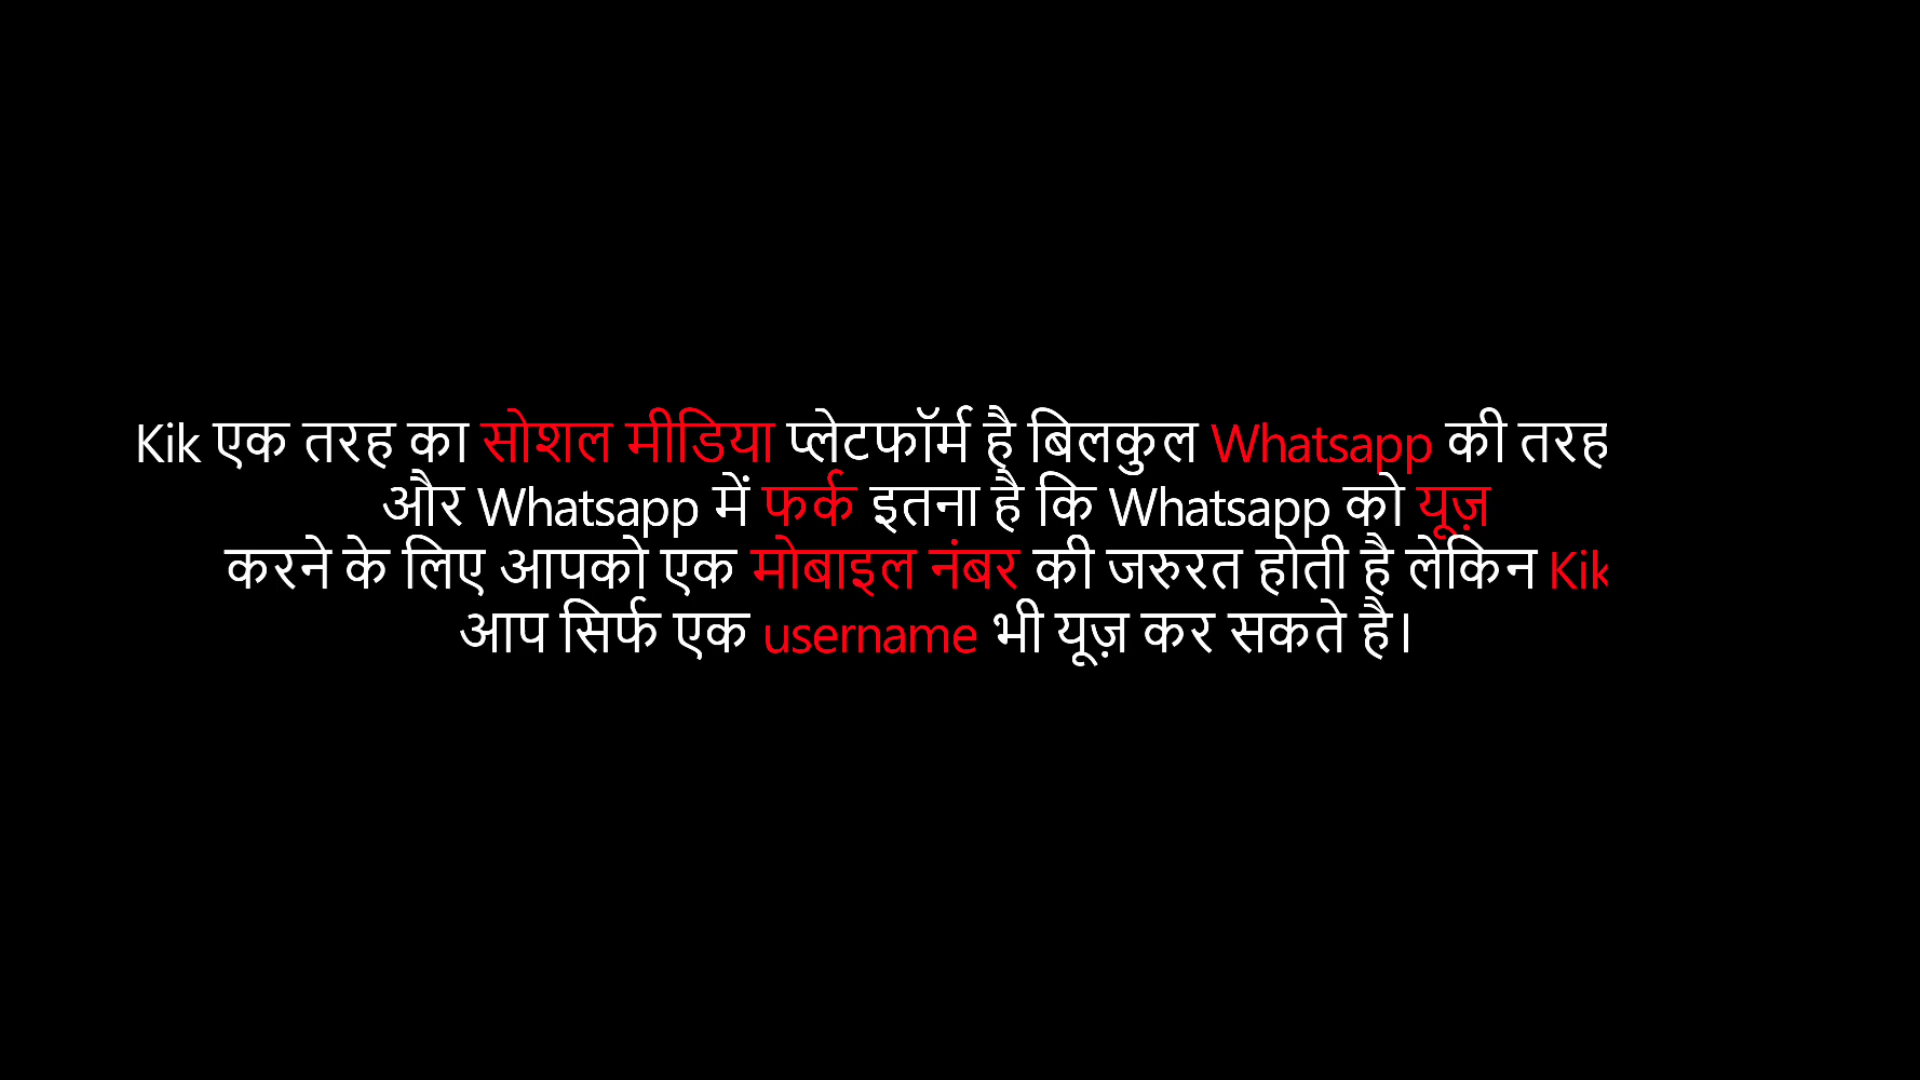 Kik एक तरह का सोशल मीडिया प्लेटफॉर्म है बिलकुल Whatsapp की तरह
और Whatsapp में फर्क इतना है कि Whatsapp को यूज़
करने के लिए आपको एक मोबाइल नंबर की जरुरत होती है लेकिन Kik
आप सिर्फ एक username भी यूज़ कर सकते है।